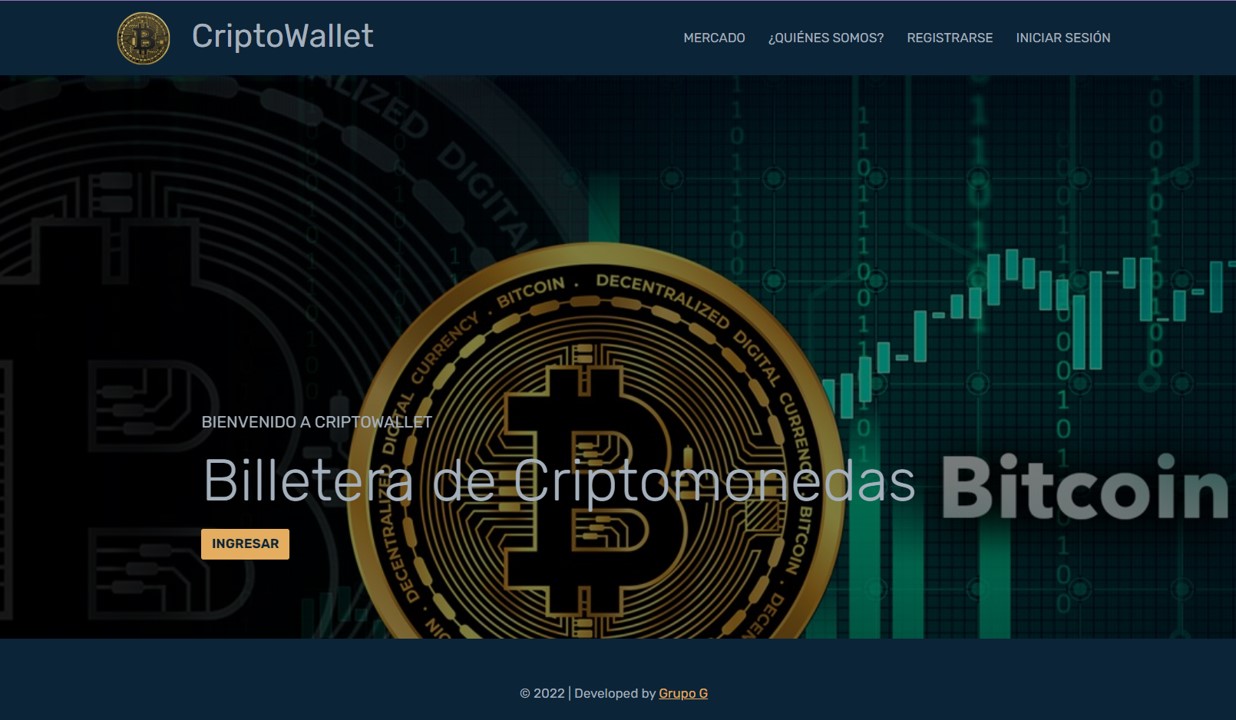 CriptoWallet
MERCADO
¿QUIÉNES SOMOS?
REGISTRARSE
INICIAR SESIÓN
DIGITAL
BITCOIN . DECENTRALIZED DIGITAL CURRENCY . BITCOIN .
DECENTRALIZED DIGITAL CURRENCY .
BIENVENIDO A CRIPTOWALLET
Billetera de Criptomonedas
Bitcoin
INGRESAR
© 2022 | Developed by Grupo G